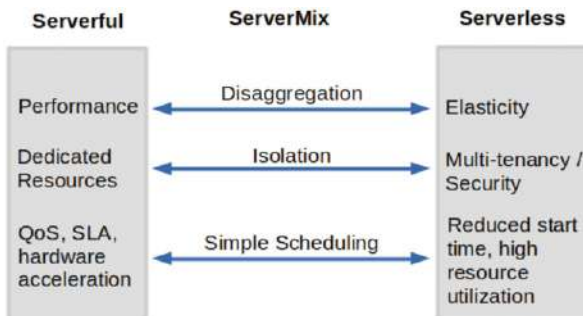 Serverful
ServerMix
Serverless
Performance
Disaggregation
Elasticity
Dedicated
Resources
Isolation
Multi-tenancy /
Security
QoS, SLA,
hardware
acceleration
Simple Scheduling
Reduced start
time, high
resource
utilization